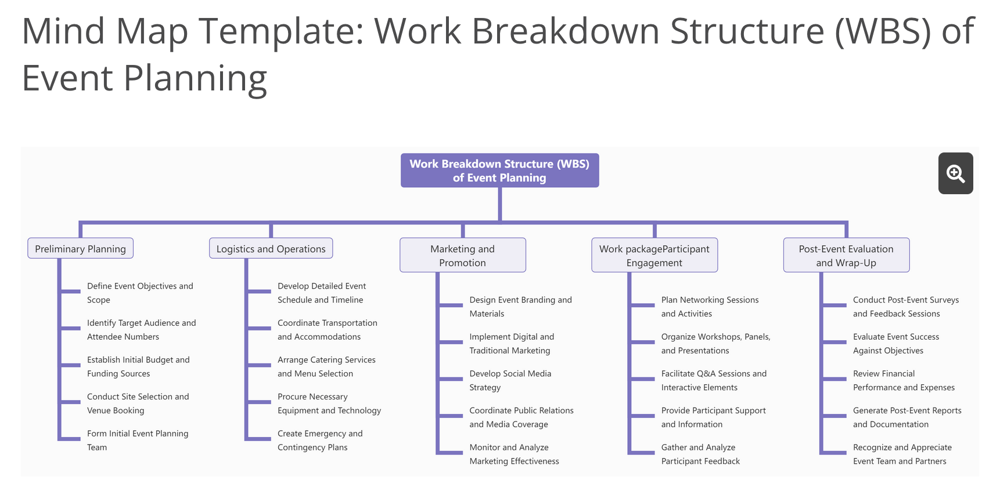 Mind Map Template: Work Breakdown Structure (WBS) of
Event Planning
Work Breakdown Structure (WBS)
of Event Planning
Preliminary Planning
Define Event Objectives and
Scope
Identify Target Audience and
Attendee Numbers
Establish Initial Budget and
Funding Sources
Conduct Site Selection and
Venue Booking
Form Initial Event Planning
Team
Logistics and Operations
Develop Detailed Event
Schedule and Timeline
Coordinate Transportation
and Accommodations
Arrange Catering Services
and Menu Selection
Procure Necessary
Equipment and Technology
Create Emergency and
Contingency Plans
Marketing and
Promotion
Design Event Branding and
Materials
Implement Digital and
Traditional Marketing
Develop Social Media
Strategy
Coordinate Public Relations
and Media Coverage
Monitor and Analyze
Marketing Effectiveness
Work packageParticipant
Engagement
Plan Networking Sessions
and Activities
Organize Workshops, Panels,
and Presentations
Facilitate Q&A Sessions and
Interactive Elements
Provide Participant Support
and Information
Gather and Analyze
Participant Feedback
Post-Event Evaluation
and Wrap-Up
Conduct Post-Event Surveys
and Feedback Sessions
Evaluate Event Success
Against Objectives
Review Financial
Performance and Expenses
Generate Post-Event Reports
and Documentation
Recognize and Appreciate
Event Team and Partners